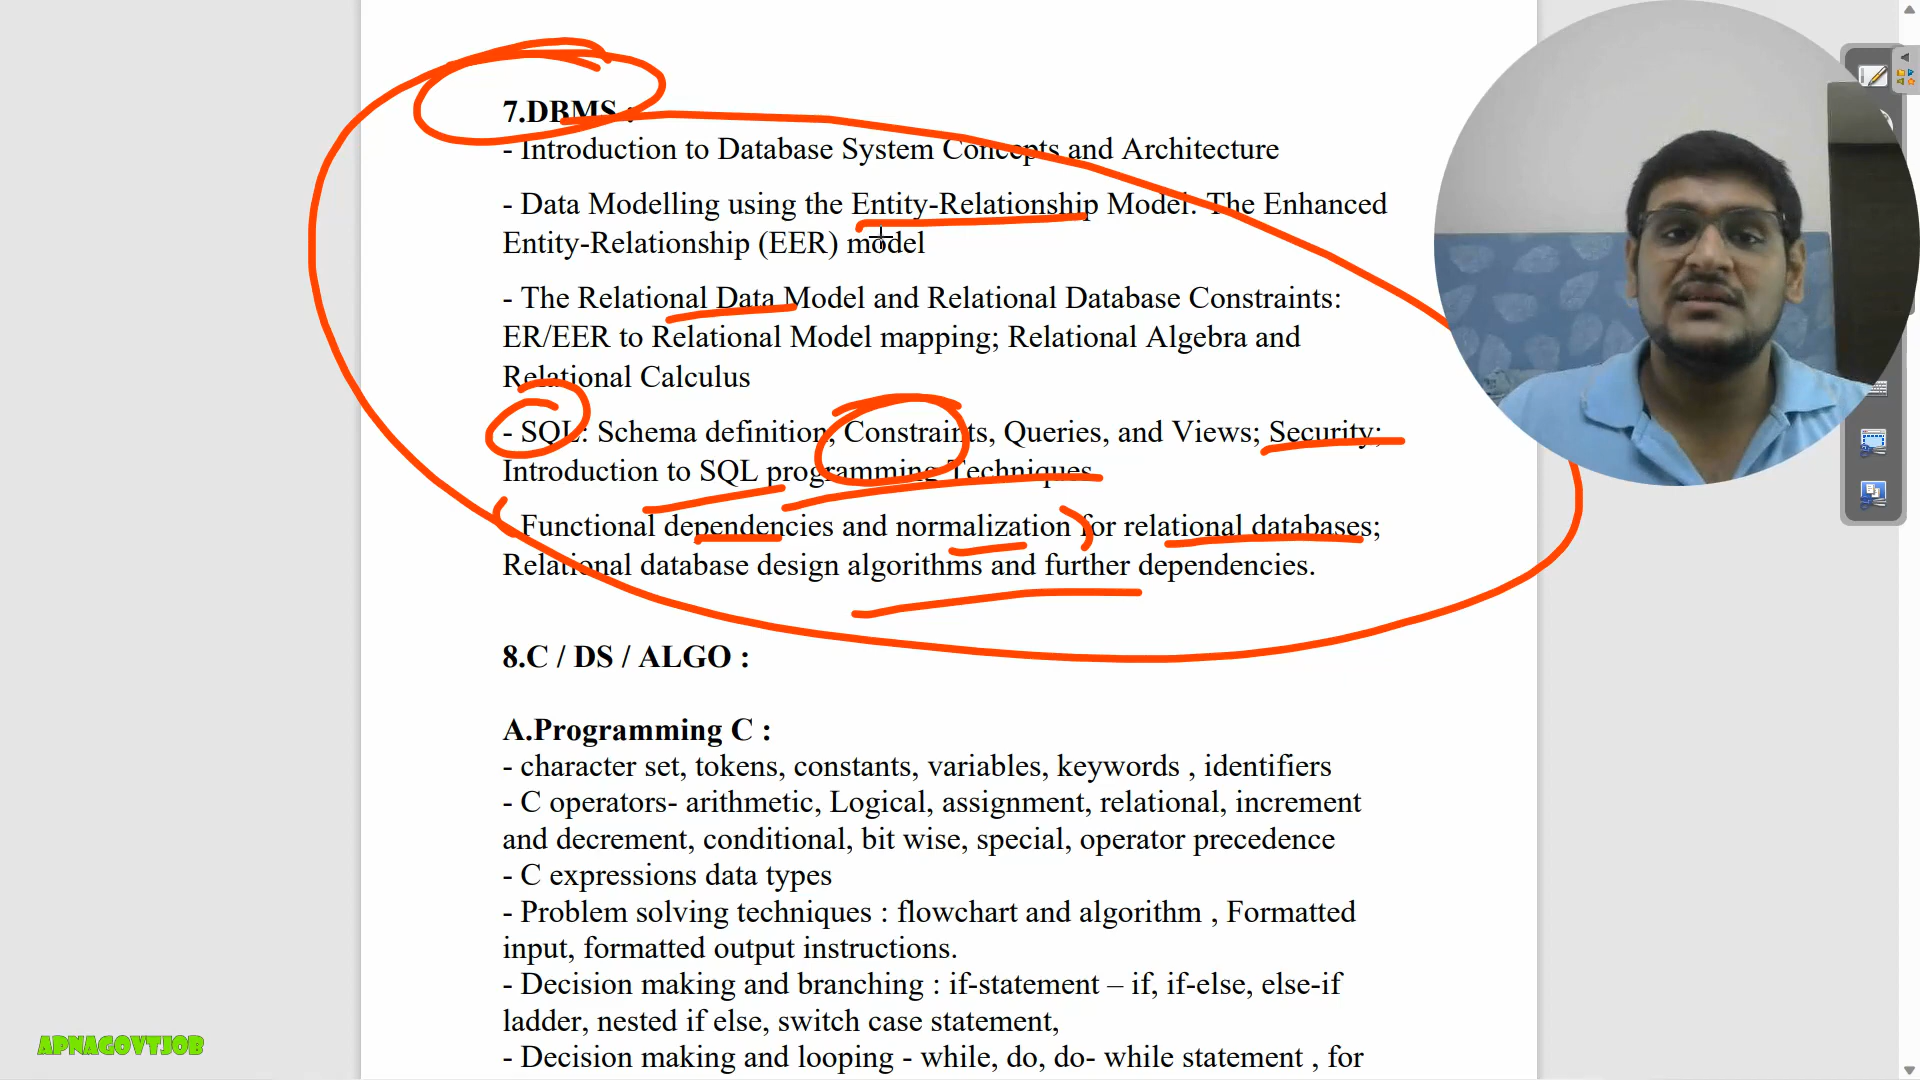 7.DBMS :
- Introduction to Database System Concepts and Architecture
- Data Modelling using the Entity-Relationship Model: The Enhanced
Entity-Relationship (EER) model
- The Relational Data Model and Relational Database Constraints:
ER/EER to Relational Model mapping; Relational Algebra and
Relational Calculus
- SQL: Schema definition, Constraints, Queries, and Views; Security;
Introduction to SQL programming Techniques
- Functional dependencies and normalization for relational databases;
Relational database design algorithms and further dependencies.
8.C / DS / ALGO :
A.Programming C :
- character set, tokens, constants, variables, keywords , identifiers
- C operators- arithmetic, Logical, assignment, relational, increment
and decrement, conditional, bit wise, special, operator precedence
- C expressions data types
- Problem solving techniques : flowchart and algorithm , Formatted
input, formatted output instructions.
- Decision making and branching : if-statement – if, if-else, else-if
ladder, nested if else, switch case statement,
- Decision making and looping - while, do, do- while statement , for
APNAGOVTJOB